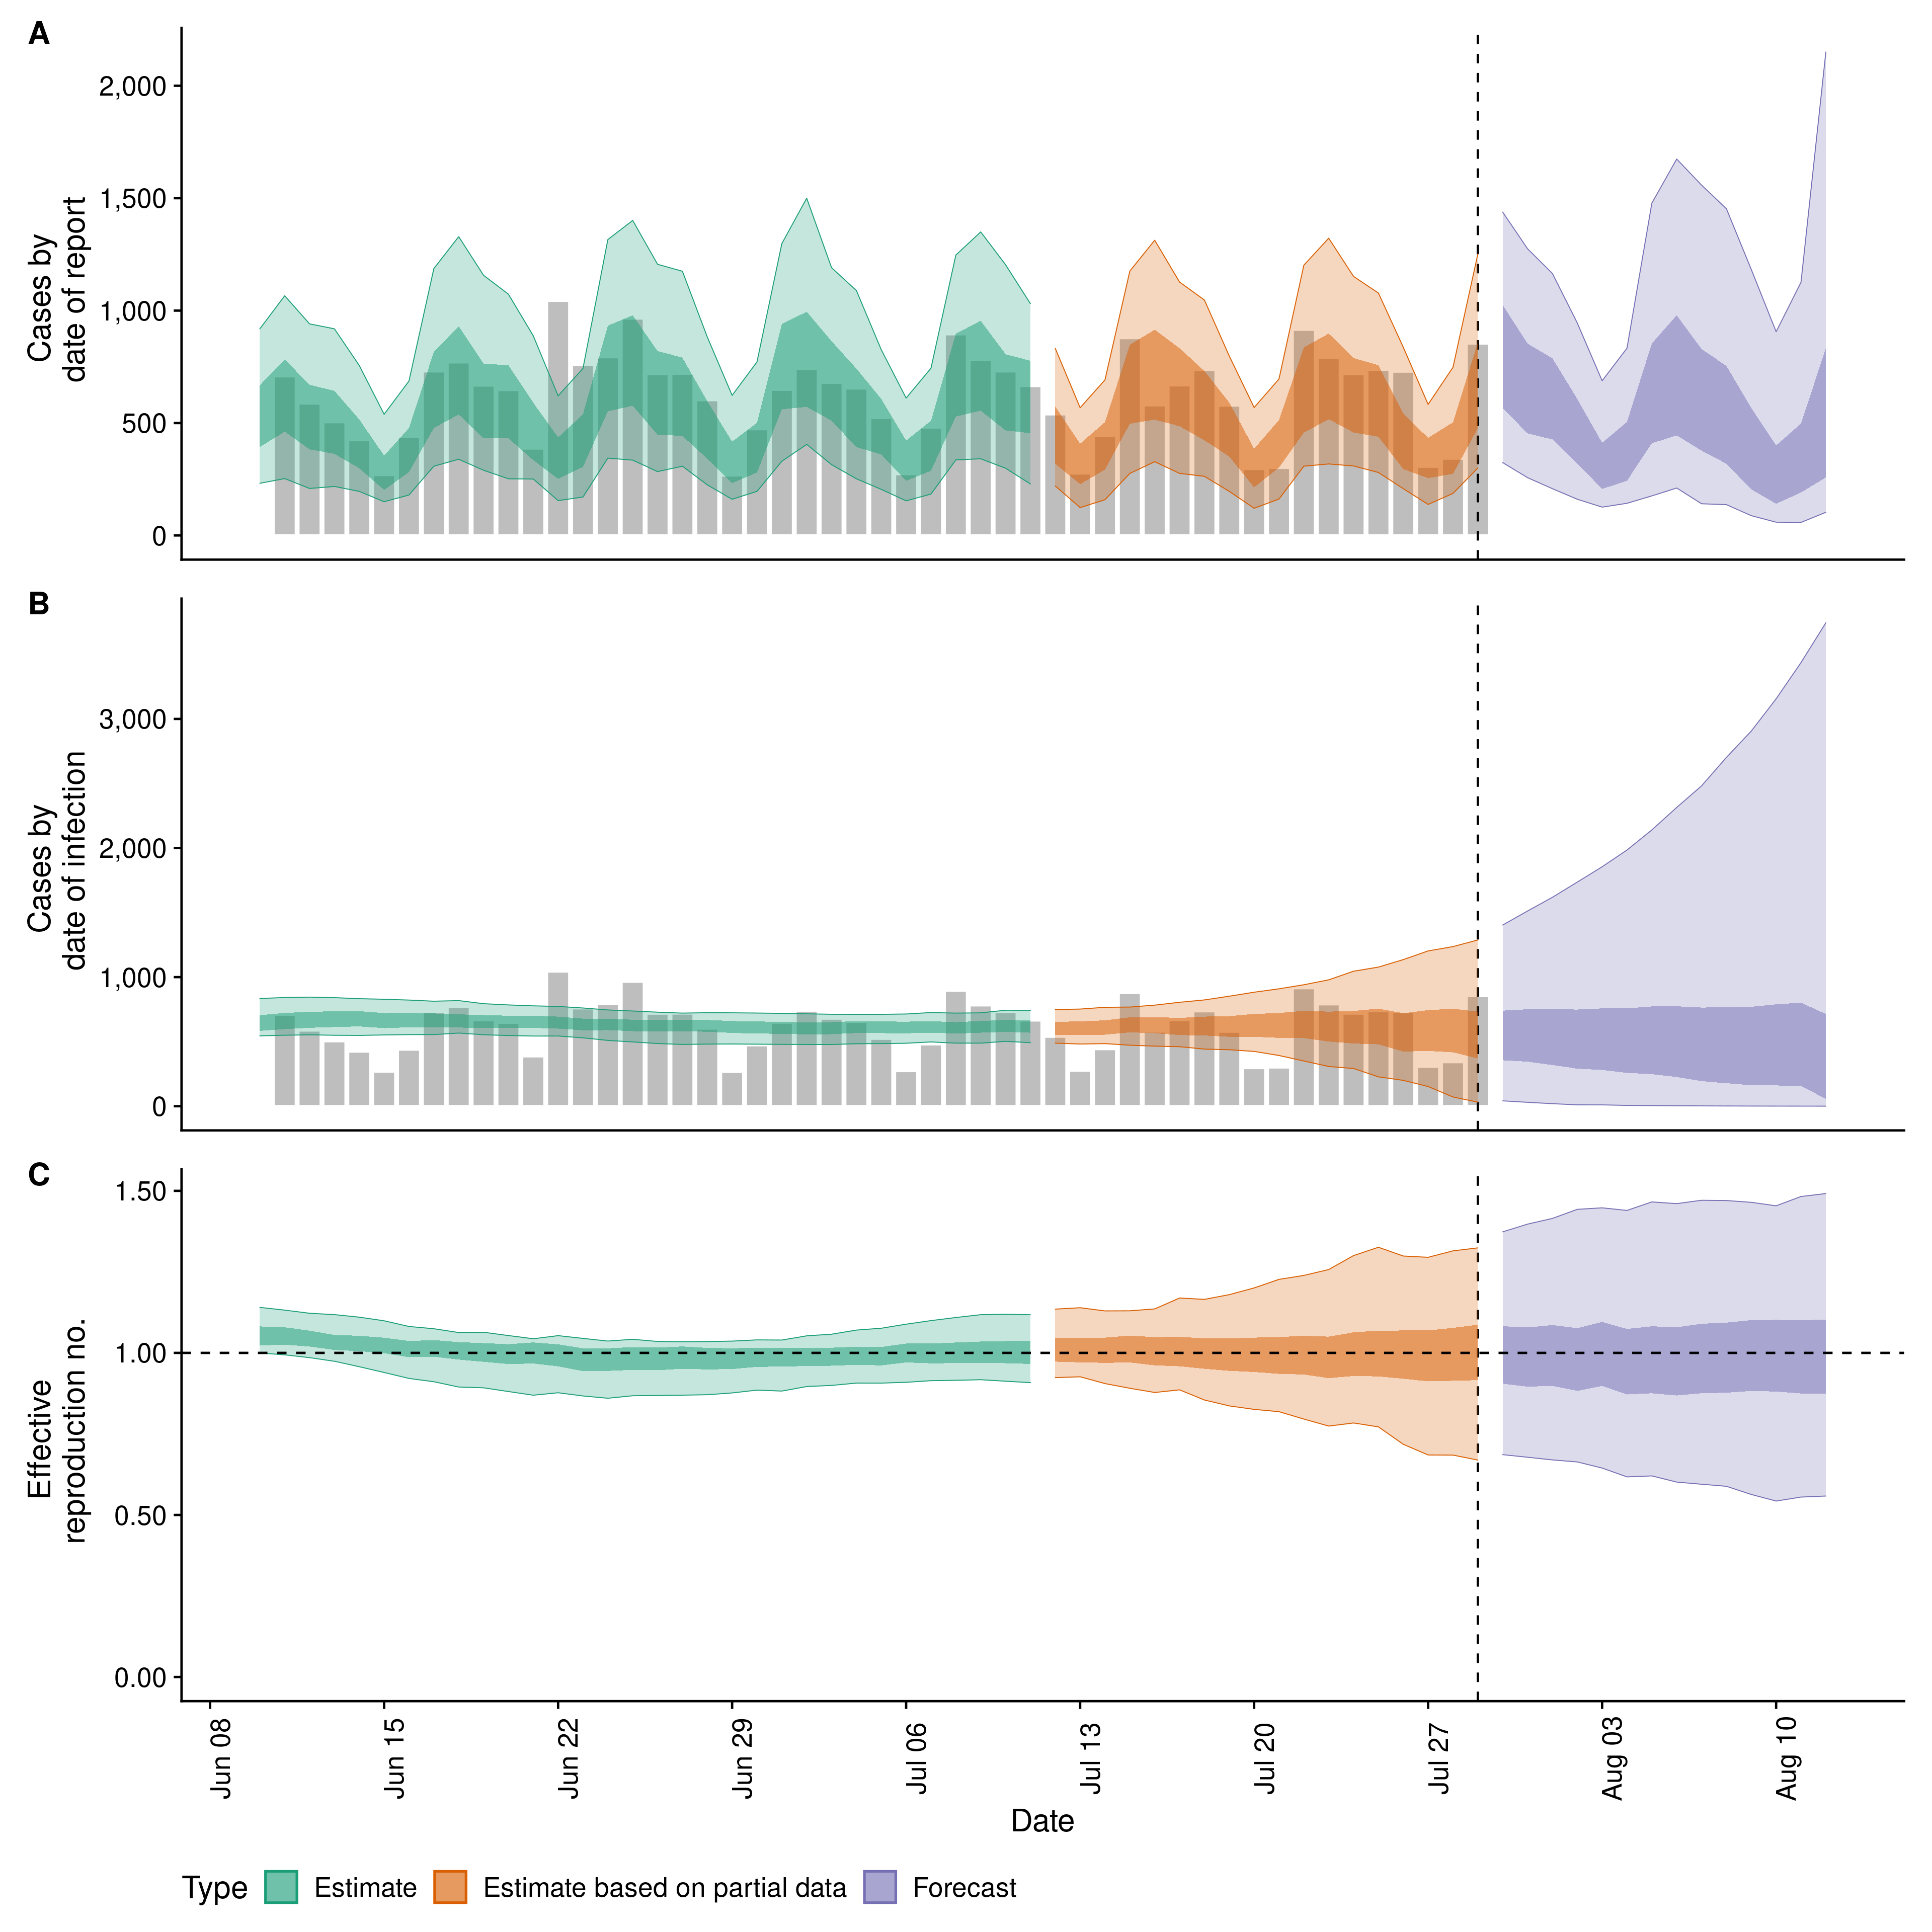 A
Cases by
date of report
2,000
1,500
1,000
500
0
B
Cases by
date of infection
3,000
2,000
1,000
0
C
Effective
reproduction no.
1.50
1.00
0.50
0.00
Jun 08
Jun 15
Jun 22
Jun 29
Jul 06
Jul 13
Jul 20
Jul 27
Aug 03
Aug 10
Date
Type Estimate Estimate based on partial data Forecast